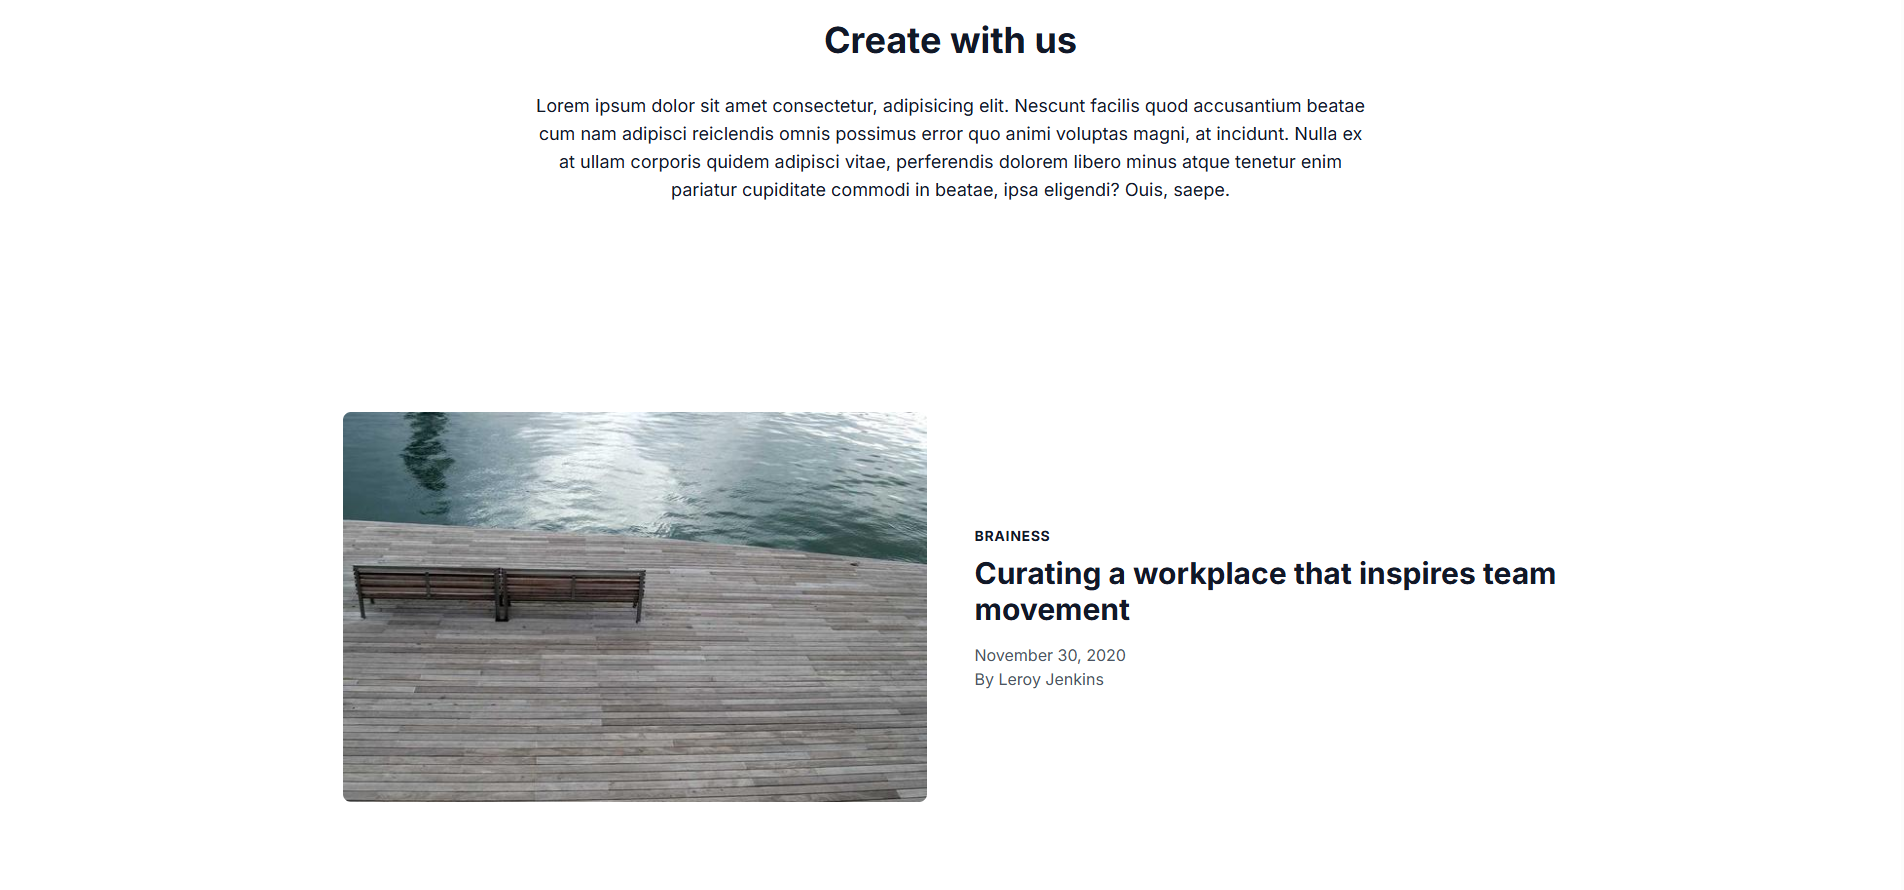 Create with us
Lorem ipsum dolor sit amet consectetur, adipisicing elit. Nescunt facilis quod accusantium beatae
cum nam adipisci reiclendis omnis possimus error quo animi voluptas magni, at incidunt. Nulla ex
at ullam corporis quidem adipisci vitae, perferendis dolorem libero minus atque tenetur enim
pariatur cupiditate commodi in beatae, ipsa eligendi? Ouis, saepe.
BRAINESS
Curating a workplace that inspires team
movement
November 30, 2020
By Leroy Jenkins